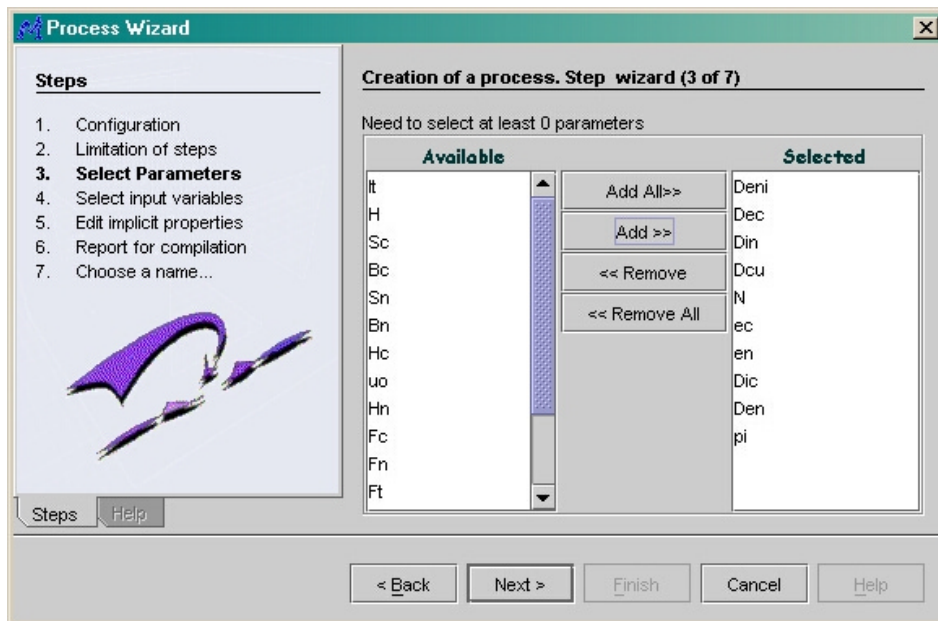 Process Wizard
Steps
1. Configuration
2. Limitation of steps
3. Select Parameters
4. Select input variables
5. Edit implicit properties
6. Report for compilation
7. Choose a name...
Steps
Help
Creation of a process. Step wizard (3 of 7)
Need to select at least 0 parameters
Available
It
H
Sc
Bc
Sn
Bn
Hc
uo
Hn
Fc
Fn
Ft
Add All>>
Add >>
<< Remove
<< Remove All
Selected
Deni
Dec
Din
Dcu
N
ec
en
Dic
Den
pi
< Back
Next >
Finish
Cancel
Help